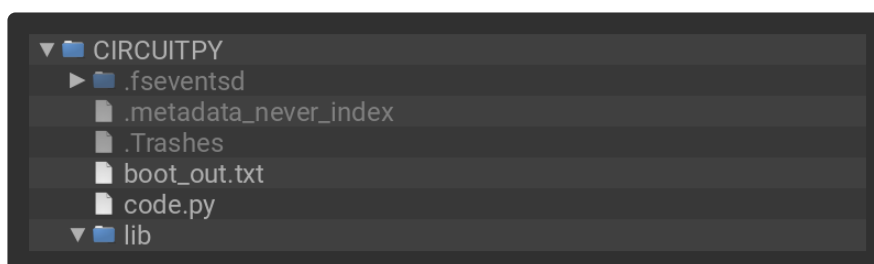 CIRCUITPY
.fseventsd
.metadata_never_index
.Trashes
boot_out.txt
code.py
lib